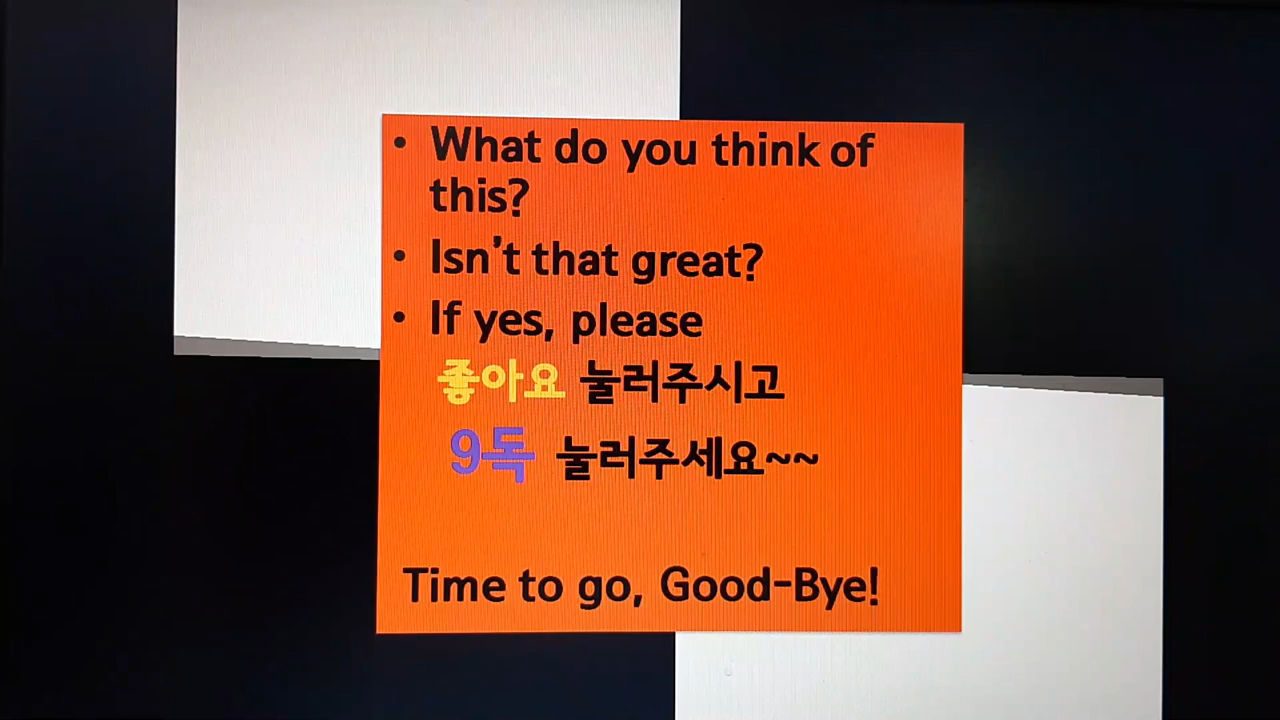 • What do you think of
this?
• Isn't that great?
• If yes, please
좋아요 눌러주시고
9독 눌러주세요~~
Time to go, Good-Bye!